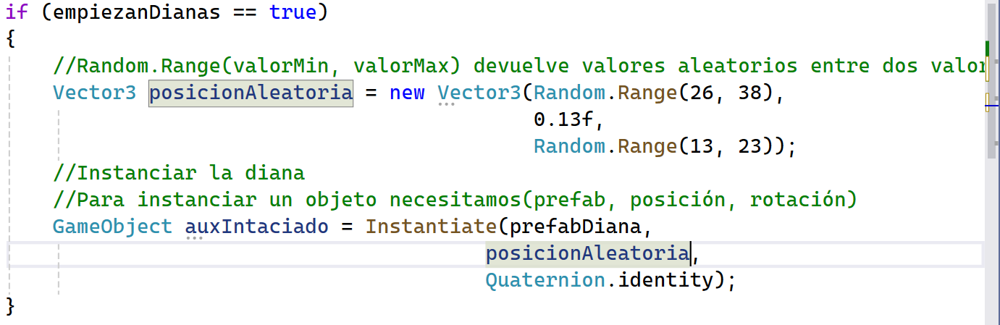 if (empiezanDianas == true)
{
//Random.Range(valorMin, valorMax) devuelve valores aleatorios entre dos
Vector3 posicionAleatoria = new Vector3(Random.Range(26, 38),
0.13f,
Random.Range(13, 23));
//Instanciar la diana
//Para instanciar un objeto necesitamos(prefab, posición, rotación)
GameObject auxIntaciado = Instantiate(prefabDiana,
posicionAleatoria,
Quaternion.identity);
}